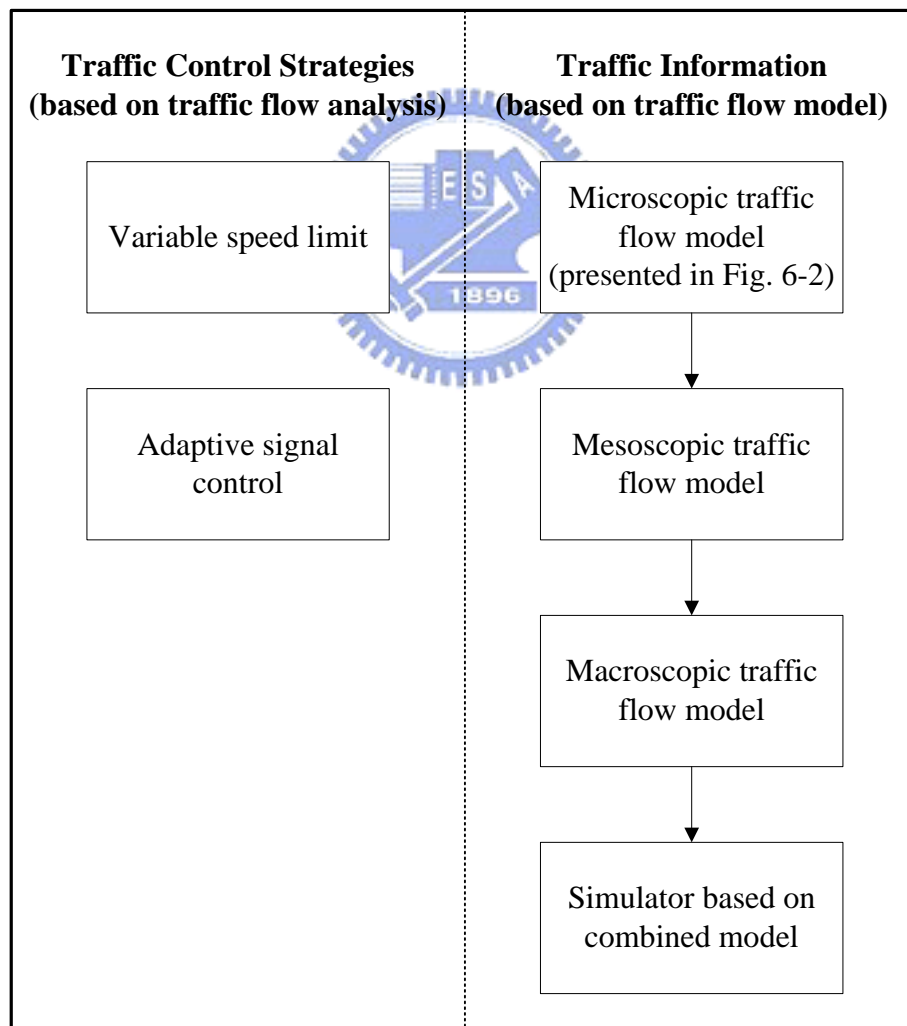 Traffic Control Strategies
(based on traffic flow analysis)
Variable speed limit
Adaptive signal
control
Traffic Information
(based on traffic flow model)
Microscopic traffic
flow model
(presented in Fig. 6-2)
Mesoscopic traffic
flow model
Macroscopic traffic
flow model
Simulator based on
combined model
E S A
1896